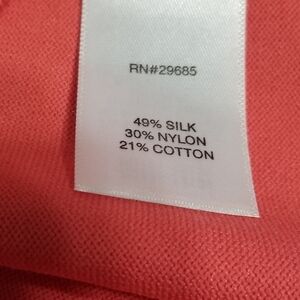 RN#29685
49% SILK
30% NYLON
21% COTTON